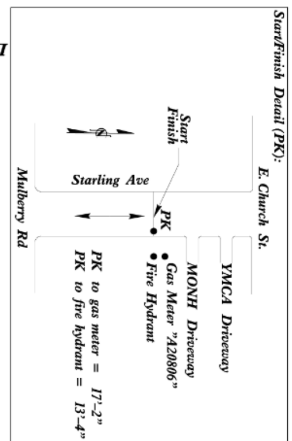 Start/Finish Detail (PK):
E. Church St.
YMCA Driveway
MONH Driveway
Gas Meter "A20806"
Fire Hydrant
PK
Start
Finish
Starling Ave
N
PK to gas meter = 17'-2"
PK to fire hydrant = 13'-4"
Mulberry Rd